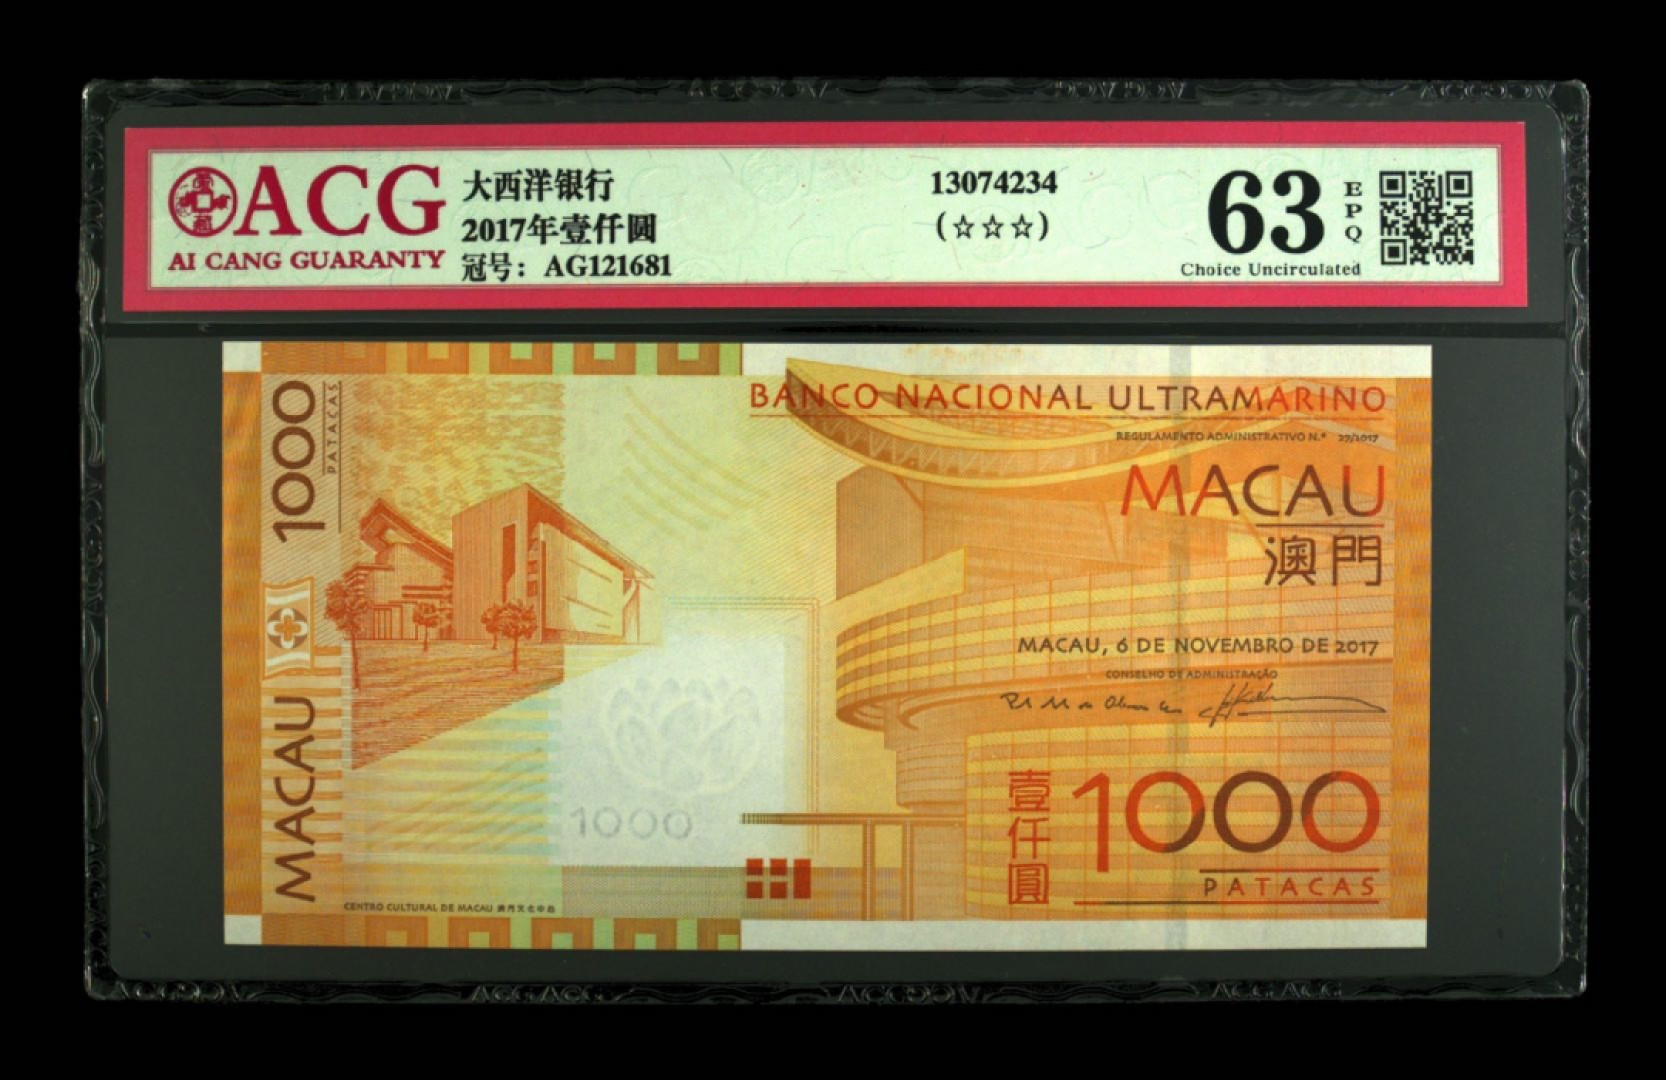 ACG
AI CANG GUARANTY
大西洋银行
2017年壹仟圆
冠号：AG121681
13074234
(☆☆☆)
63
EPQ
Choice Uncirculated
1000
PATACAS
MACAU
BANCO NACIONAL ULTRAMARINO
REGULAMENTO ADMINISTRATIVO N.º 27/2017
MACAU
澳門
MACAU, 6 DE NOVEMBRO DE 2017
CONSELHO DE ADMINISTRAÇÃO
1000
壹仟圓
1000
PATACAS
CENTRO CULTURAL DE MACAU 澳門文化中心